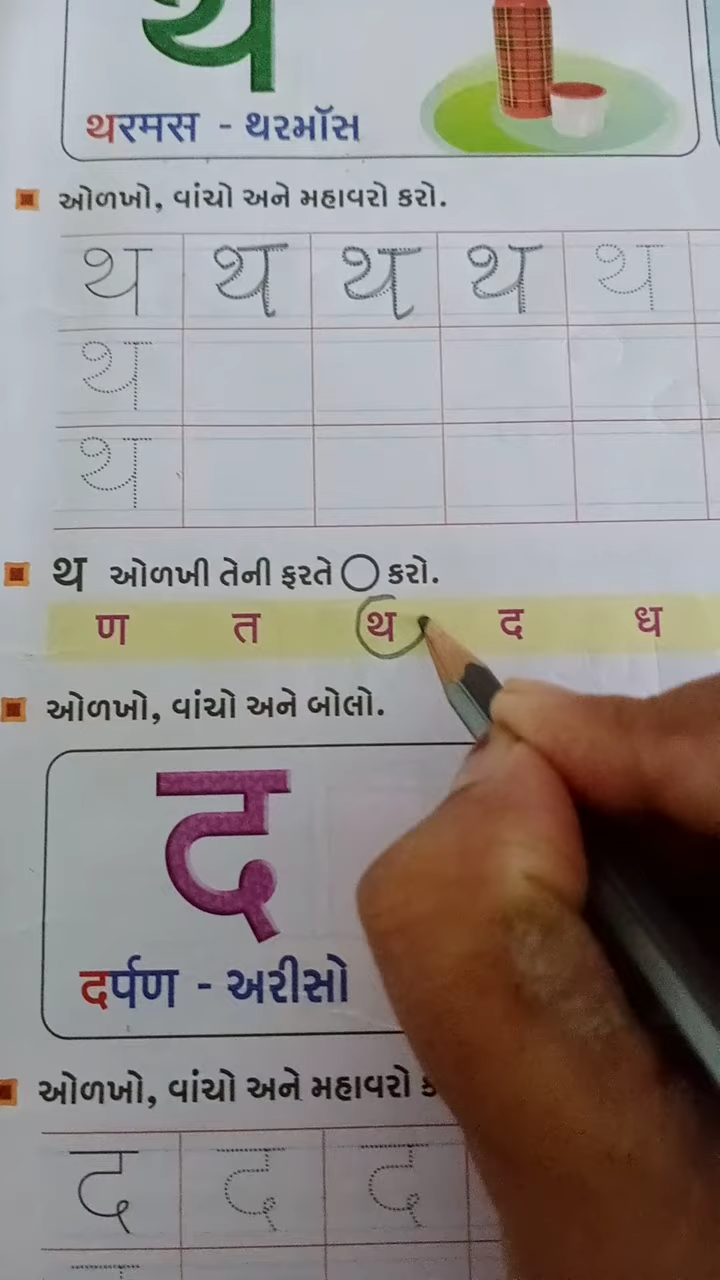 थ
थरमस - થરમૉસ
ઓળખો, વાંચો અને મહાવરો કરો.
थ थ थ थ थ
थ
थ
थ ઓળખી તેની ફરતે ◯ કરો.
ण त थ द ध
ઓળખો, વાંચો અને બોલો.
द
दर्पण - અરીસો
ઓળખો, વાંચો અને મહાવરો
द द द